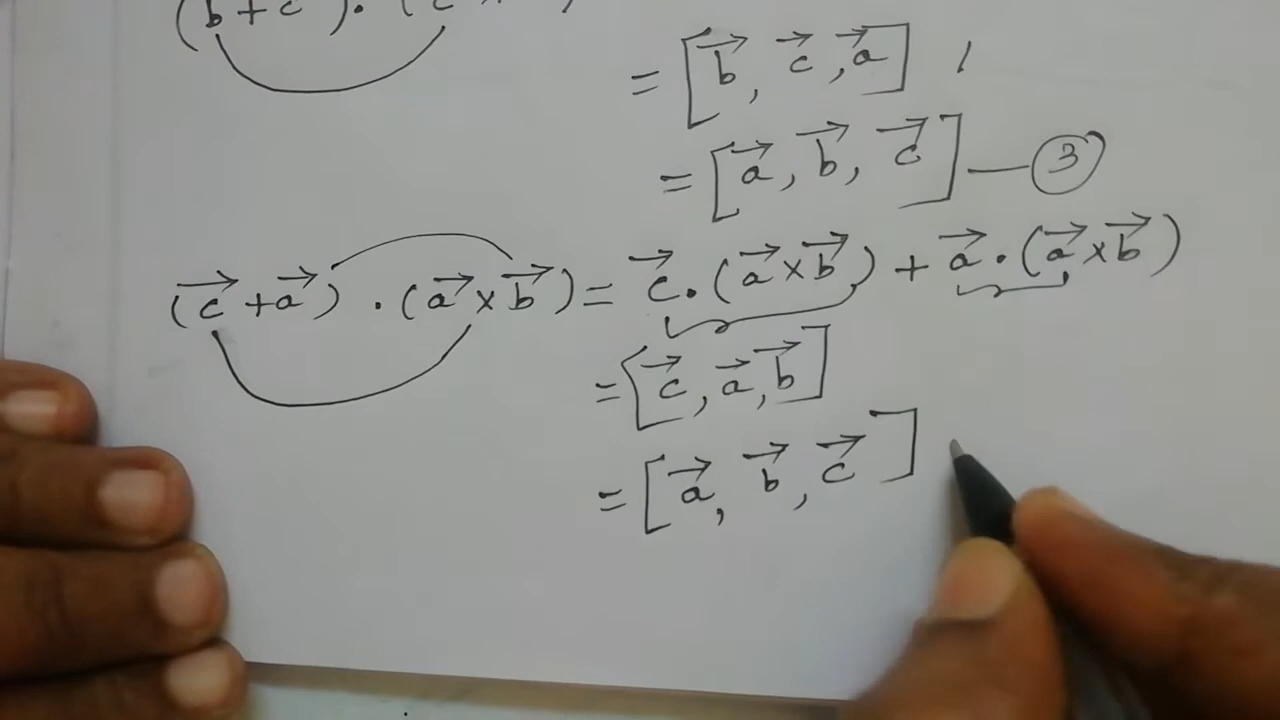 (b⃗ + c⃗).(c⃗
= [b⃗, c⃗, a⃗]
= [a⃗, b⃗, c⃗] — ③
(c⃗ + a⃗) . (a⃗ × b⃗) = c⃗ . (a⃗ × b⃗) + a⃗ . (a⃗ × b⃗)
= [c⃗, a⃗, b⃗]
= [a⃗, b⃗, c⃗]